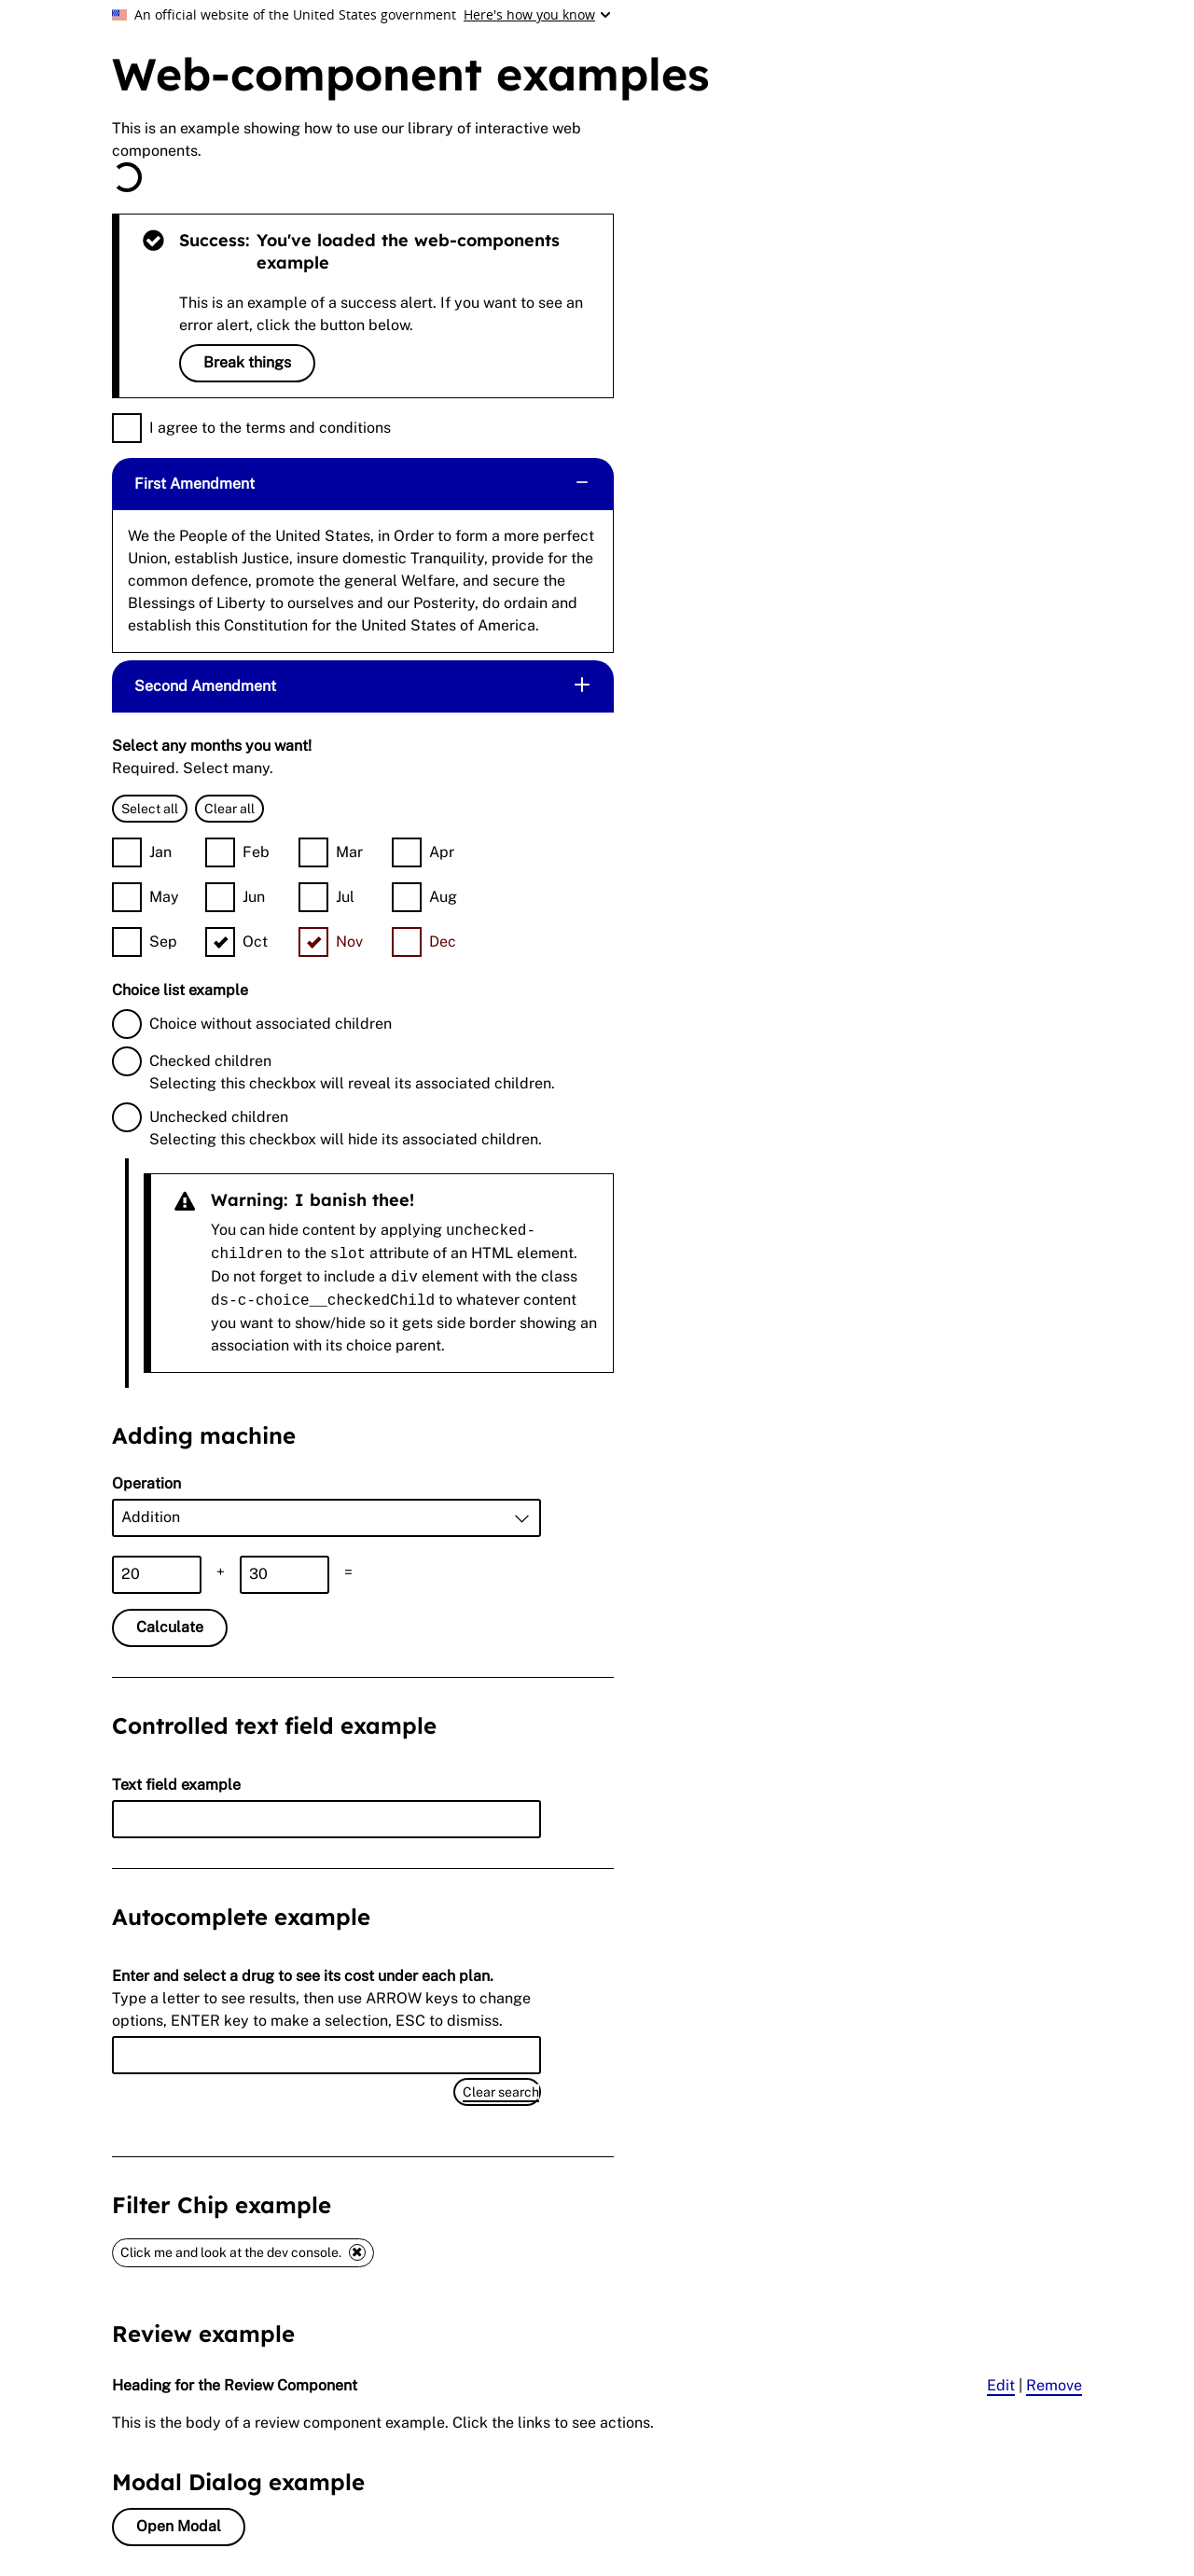 An official website of the United States government Here's how you know
Web-component examples
This is an example showing how to use our library of interactive web
components.
Success: You've loaded the web-components
example
This is an example of a success alert. If you want to see an
error alert, click the button below.
Break things
I agree to the terms and conditions
First Amendment
We the People of the United States, in Order to form a more perfect
Union, establish Justice, insure domestic Tranquility, provide for the
common defence, promote the general Welfare, and secure the
Blessings of Liberty to ourselves and our Posterity, do ordain and
establish this Constitution for the United States of America.
Second Amendment
Select any months you want!
Required. Select many.
Select all Clear all
Jan Feb Mar Apr
May Jun Jul Aug
Sep Oct Nov Dec
Choice list example
Choice without associated children
Checked children
Selecting this checkbox will reveal its associated children.
Unchecked children
Selecting this checkbox will hide its associated children.
Warning: I banish thee!
You can hide content by applying unchecked-
children to the slot attribute of an HTML element.
Do not forget to include a div element with the class
ds-c-choice__checkedChild to whatever content
you want to show/hide so it gets side border showing an
association with its choice parent.
Adding machine
Operation
Addition
20 + 30 =
Calculate
Controlled text field example
Text field example
Autocomplete example
Enter and select a drug to see its cost under each plan.
Type a letter to see results, then use ARROW keys to change
options, ENTER key to make a selection, ESC to dismiss.
Clear search
Filter Chip example
Click me and look at the dev console.
Review example
Heading for the Review Component Edit | Remove
This is the body of a review component example. Click the links to see actions.
Modal Dialog example
Open Modal